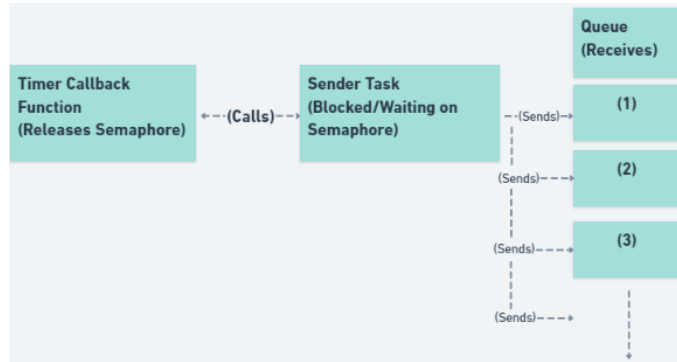 Timer Callback
Function
(Releases Semaphore)
(Calls)
Sender Task
(Blocked/Waiting on
Semaphore)
Queue
(Receives)
(Sends)
(1)
(Sends)
(2)
(Sends)
(3)
(Sends)